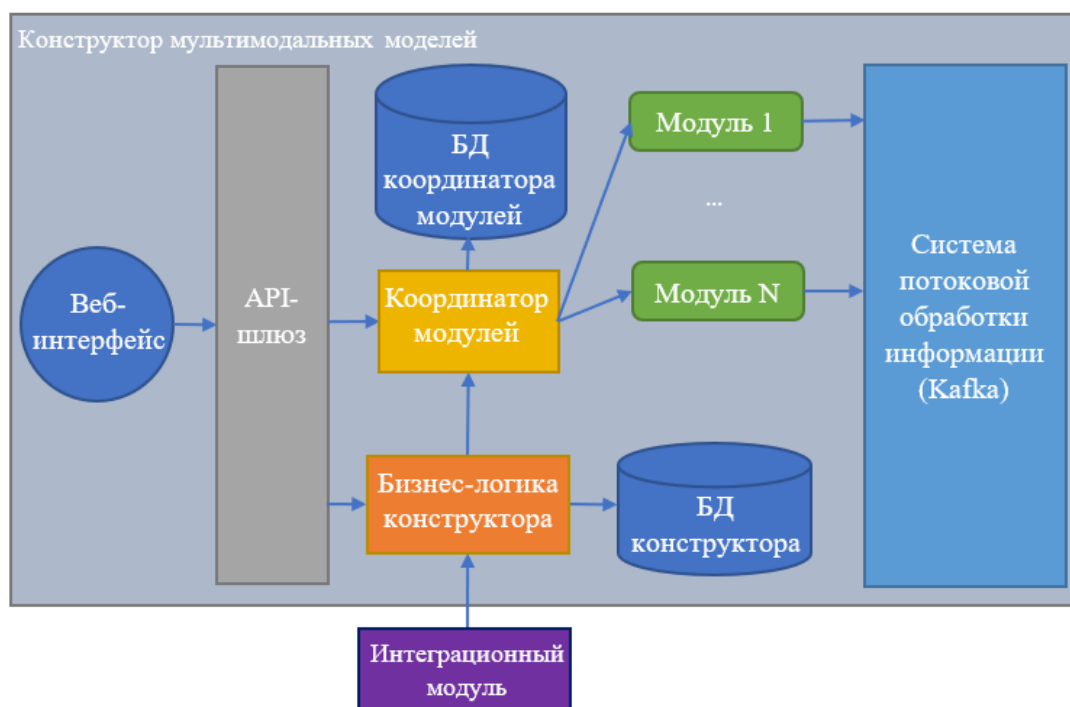 Конструктор мультимодальных моделей
Веб-
интерфейс
API-
шлюз
БД
координатора
модулей
Координатор
модулей
Бизнес-логика
конструктора
БД
конструктора
Модуль 1
...
Модуль N
Система
потоковой
обработки
информации
(Kafka)
Интеграционный
модуль